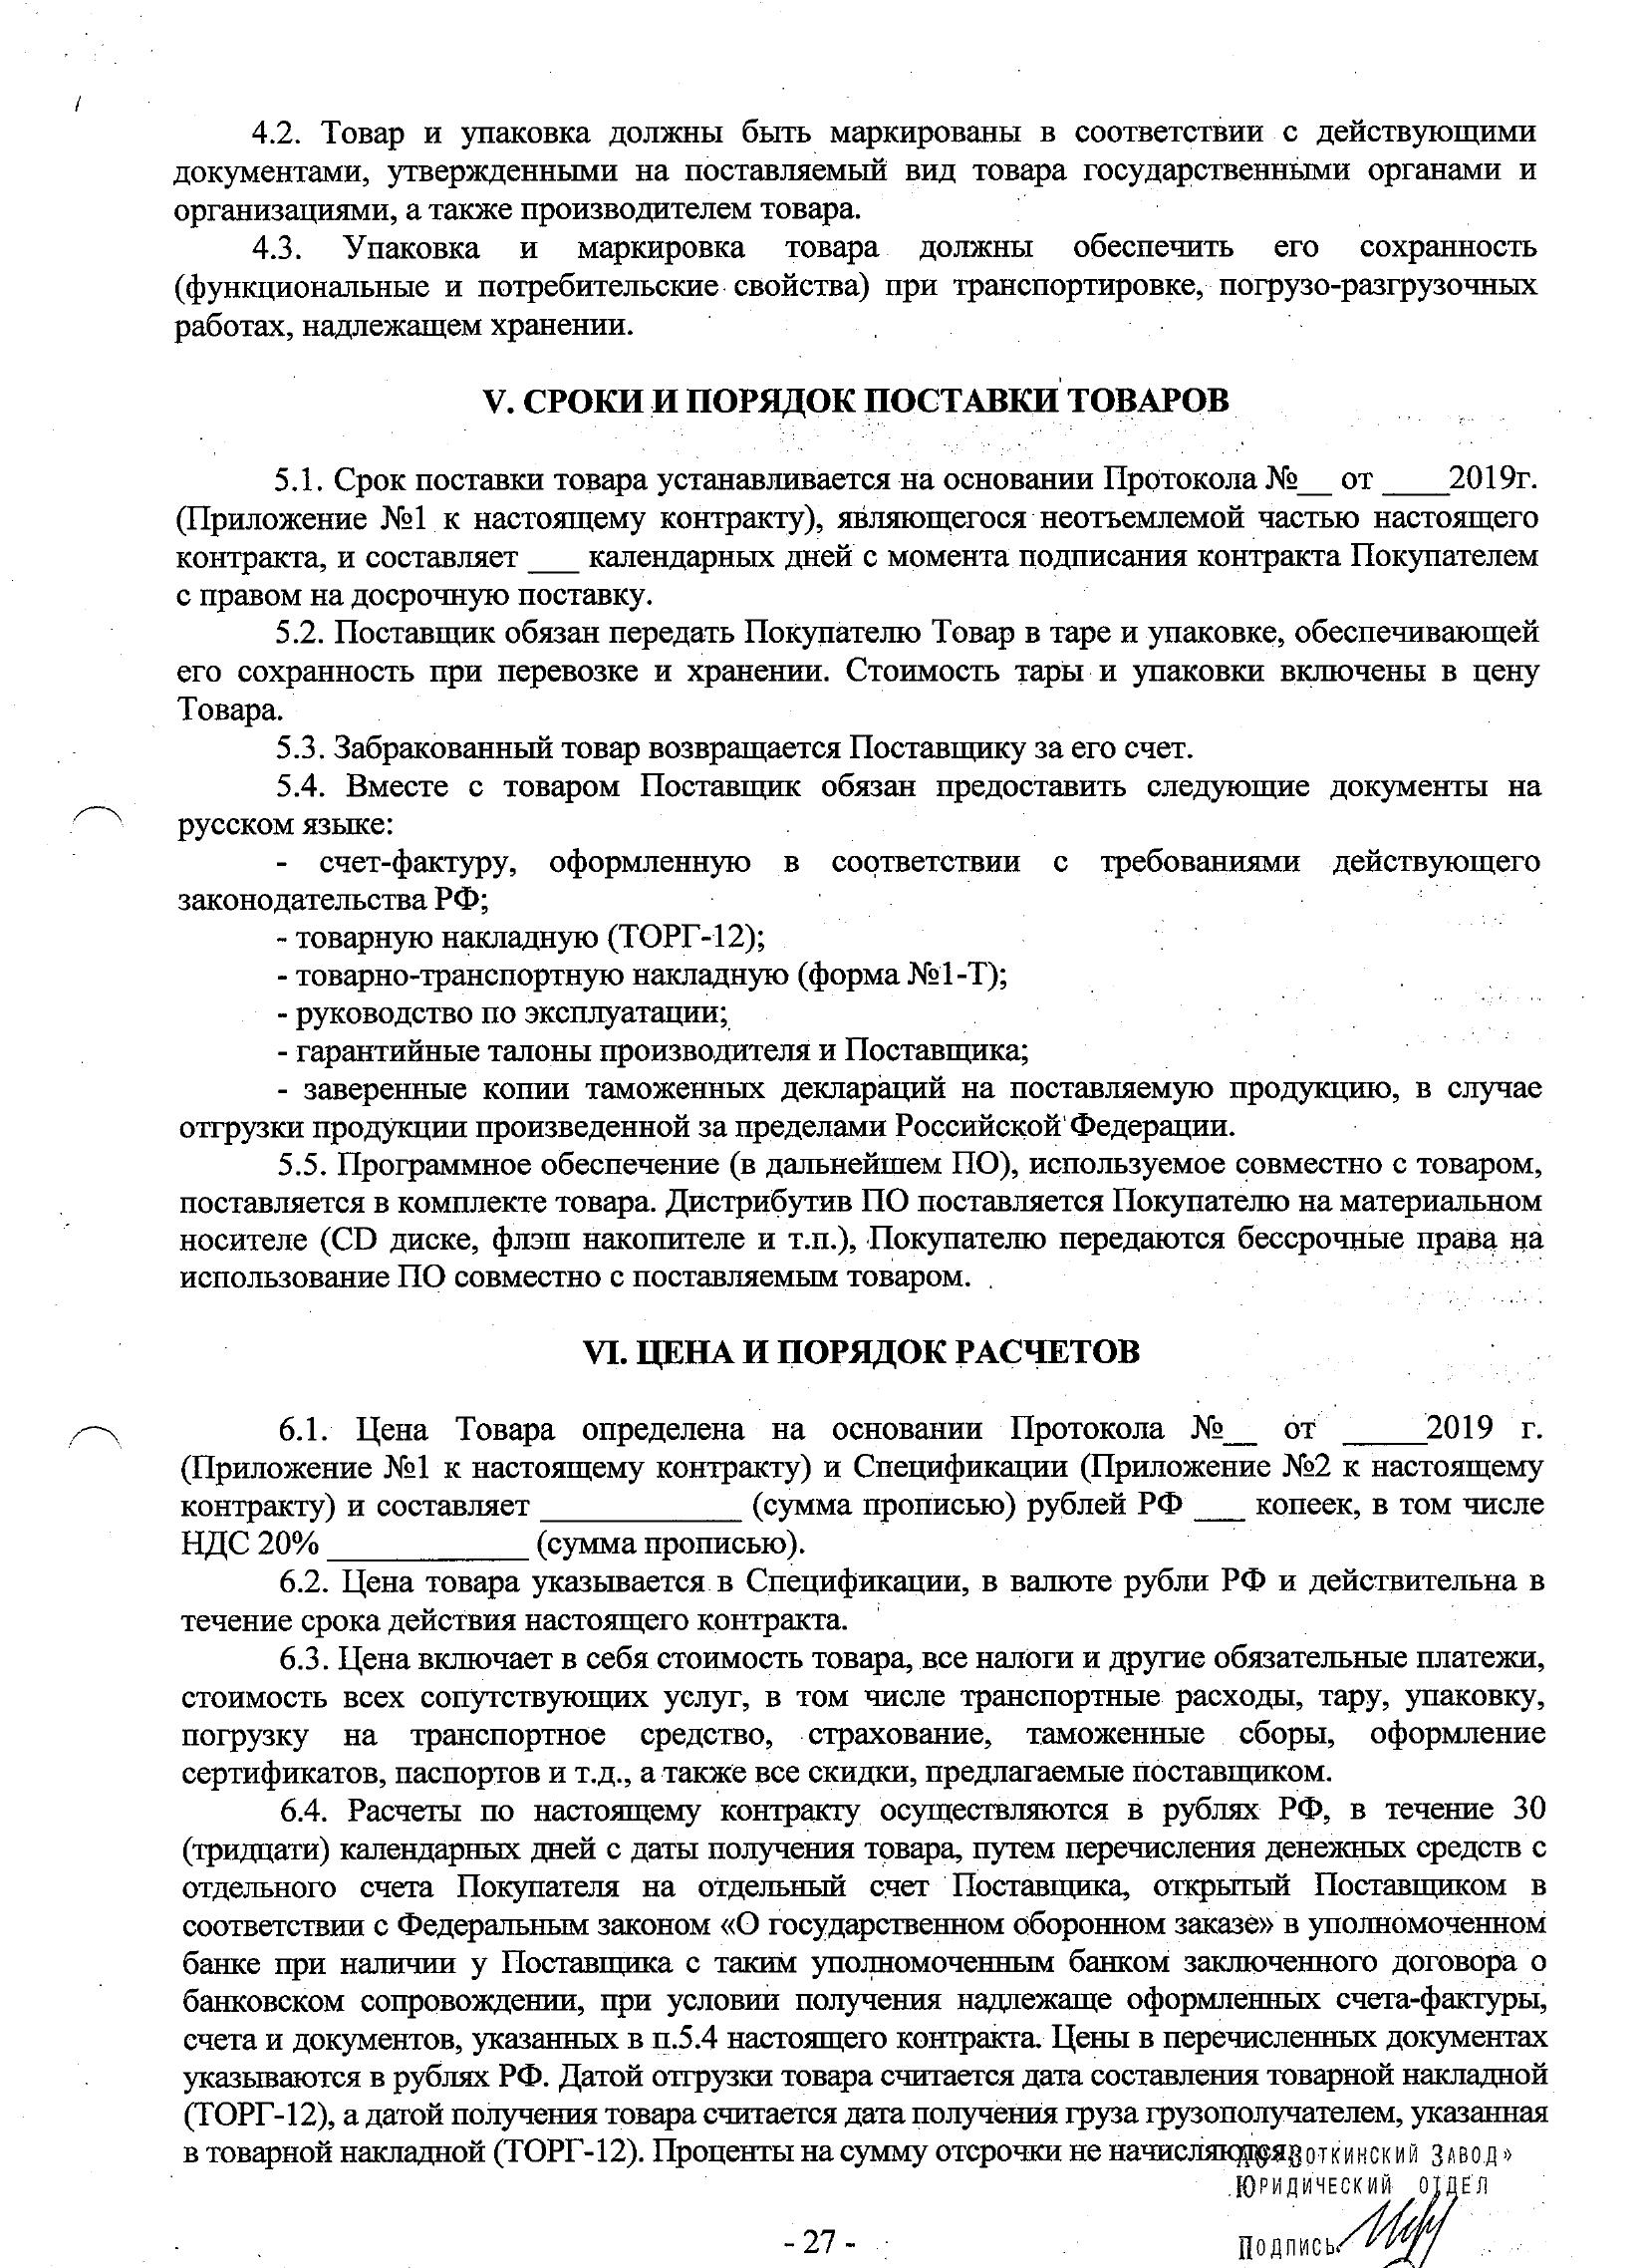 4.2. Товар и упаковка должны быть маркированы в соответствии с действующими
документами, утвержденными на поставляемый вид товара государственными органами и
организациями, а также производителем товара.
4.3. Упаковка и маркировка товара должны обеспечить его сохранность
(функциональные и потребительские свойства) при транспортировке, погрузо-разгрузочных
работах, надлежащем хранении.
V. СРОКИ И ПОРЯДОК ПОСТАВКИ ТОВАРОВ
5.1. Срок поставки товара устанавливается на основании Протокола №__ от ____2019г.
(Приложение №1 к настоящему контракту), являющегося неотъемлемой частью настоящего
контракта, и составляет ___ календарных дней с момента подписания контракта Покупателем
с правом на досрочную поставку.
5.2. Поставщик обязан передать Покупателю Товар в таре и упаковке, обеспечивающей
его сохранность при перевозке и хранении. Стоимость тары и упаковки включены в цену
Товара.
5.3. Забракованный товар возвращается Поставщику за его счет.
5.4. Вместе с товаром Поставщик обязан предоставить следующие документы на
русском языке:
- счет-фактуру, оформленную в соответствии с требованиями действующего
законодательства РФ;
- товарную накладную (ТОРГ-12);
- товарно-транспортную накладную (форма №1-Т);
- руководство по эксплуатации;
- гарантийные талоны производителя и Поставщика;
- заверенные копии таможенных деклараций на поставляемую продукцию, в случае
отгрузки продукции произведенной за пределами Российской Федерации.
5.5. Программное обеспечение (в дальнейшем ПО), используемое совместно с товаром,
поставляется в комплекте товара. Дистрибутив ПО поставляется Покупателю на материальном
носителе (CD диске, флэш накопителе и т.п.), Покупателю передаются бессрочные права на
использование ПО совместно с поставляемым товаром.
VI. ЦЕНА И ПОРЯДОК РАСЧЕТОВ
6.1. Цена Товара определена на основании Протокола №__ от _____2019 г.
(Приложение №1 к настоящему контракту) и Спецификации (Приложение №2 к настоящему
контракту) и составляет ____________ (сумма прописью) рублей РФ ___ копеек, в том числе
НДС 20% ____________ (сумма прописью).
6.2. Цена товара указывается в Спецификации, в валюте рубли РФ и действительна в
течение срока действия настоящего контракта.
6.3. Цена включает в себя стоимость товара, все налоги и другие обязательные платежи,
стоимость всех сопутствующих услуг, в том числе транспортные расходы, тару, упаковку,
погрузку на транспортное средство, страхование, таможенные сборы, оформление
сертификатов, паспортов и т.д., а также все скидки, предлагаемые поставщиком.
6.4. Расчеты по настоящему контракту осуществляются в рублях РФ, в течение 30
(тридцати) календарных дней с даты получения товара, путем перечисления денежных средств с
отдельного счета Покупателя на отдельный счет Поставщика, открытый Поставщиком в
соответствии с Федеральным законом «О государственном оборонном заказе» в уполномоченном
банке при наличии у Поставщика с таким уполномоченным банком заключенного договора о
банковском сопровождении, при условии получения надлежаще оформленных счета-фактуры,
счета и документов, указанных в п.5.4 настоящего контракта. Цены в перечисленных документах
указываются в рублях РФ. Датой отгрузки товара считается дата составления товарной накладной
(ТОРГ-12), а датой получения товара считается дата получения груза грузополучателем, указанная
в товарной накладной (ТОРГ-12). Проценты на сумму отсрочки не начисляются.
ЗАВОД»
ЮРИДИЧЕСКИЙ ОТДЕЛ
ПОДПИСЬ
- 27 -